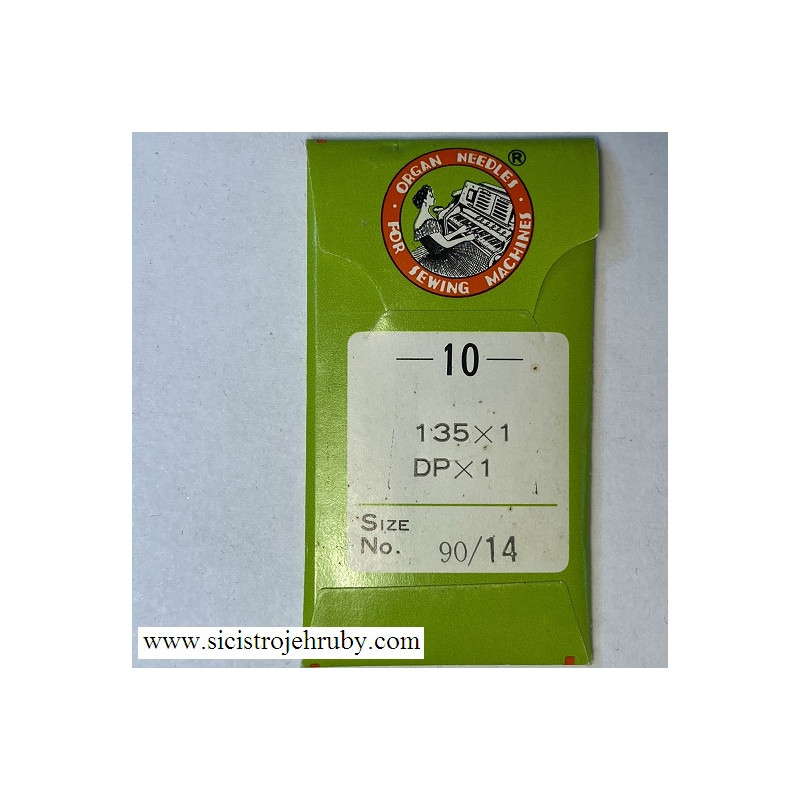 · ORGAN NEEDLES · ®
FOR SEWING MACHINES
—10—
135×1
DP×1
SIZE
No. 90/14
www.sicistrojehruby.com